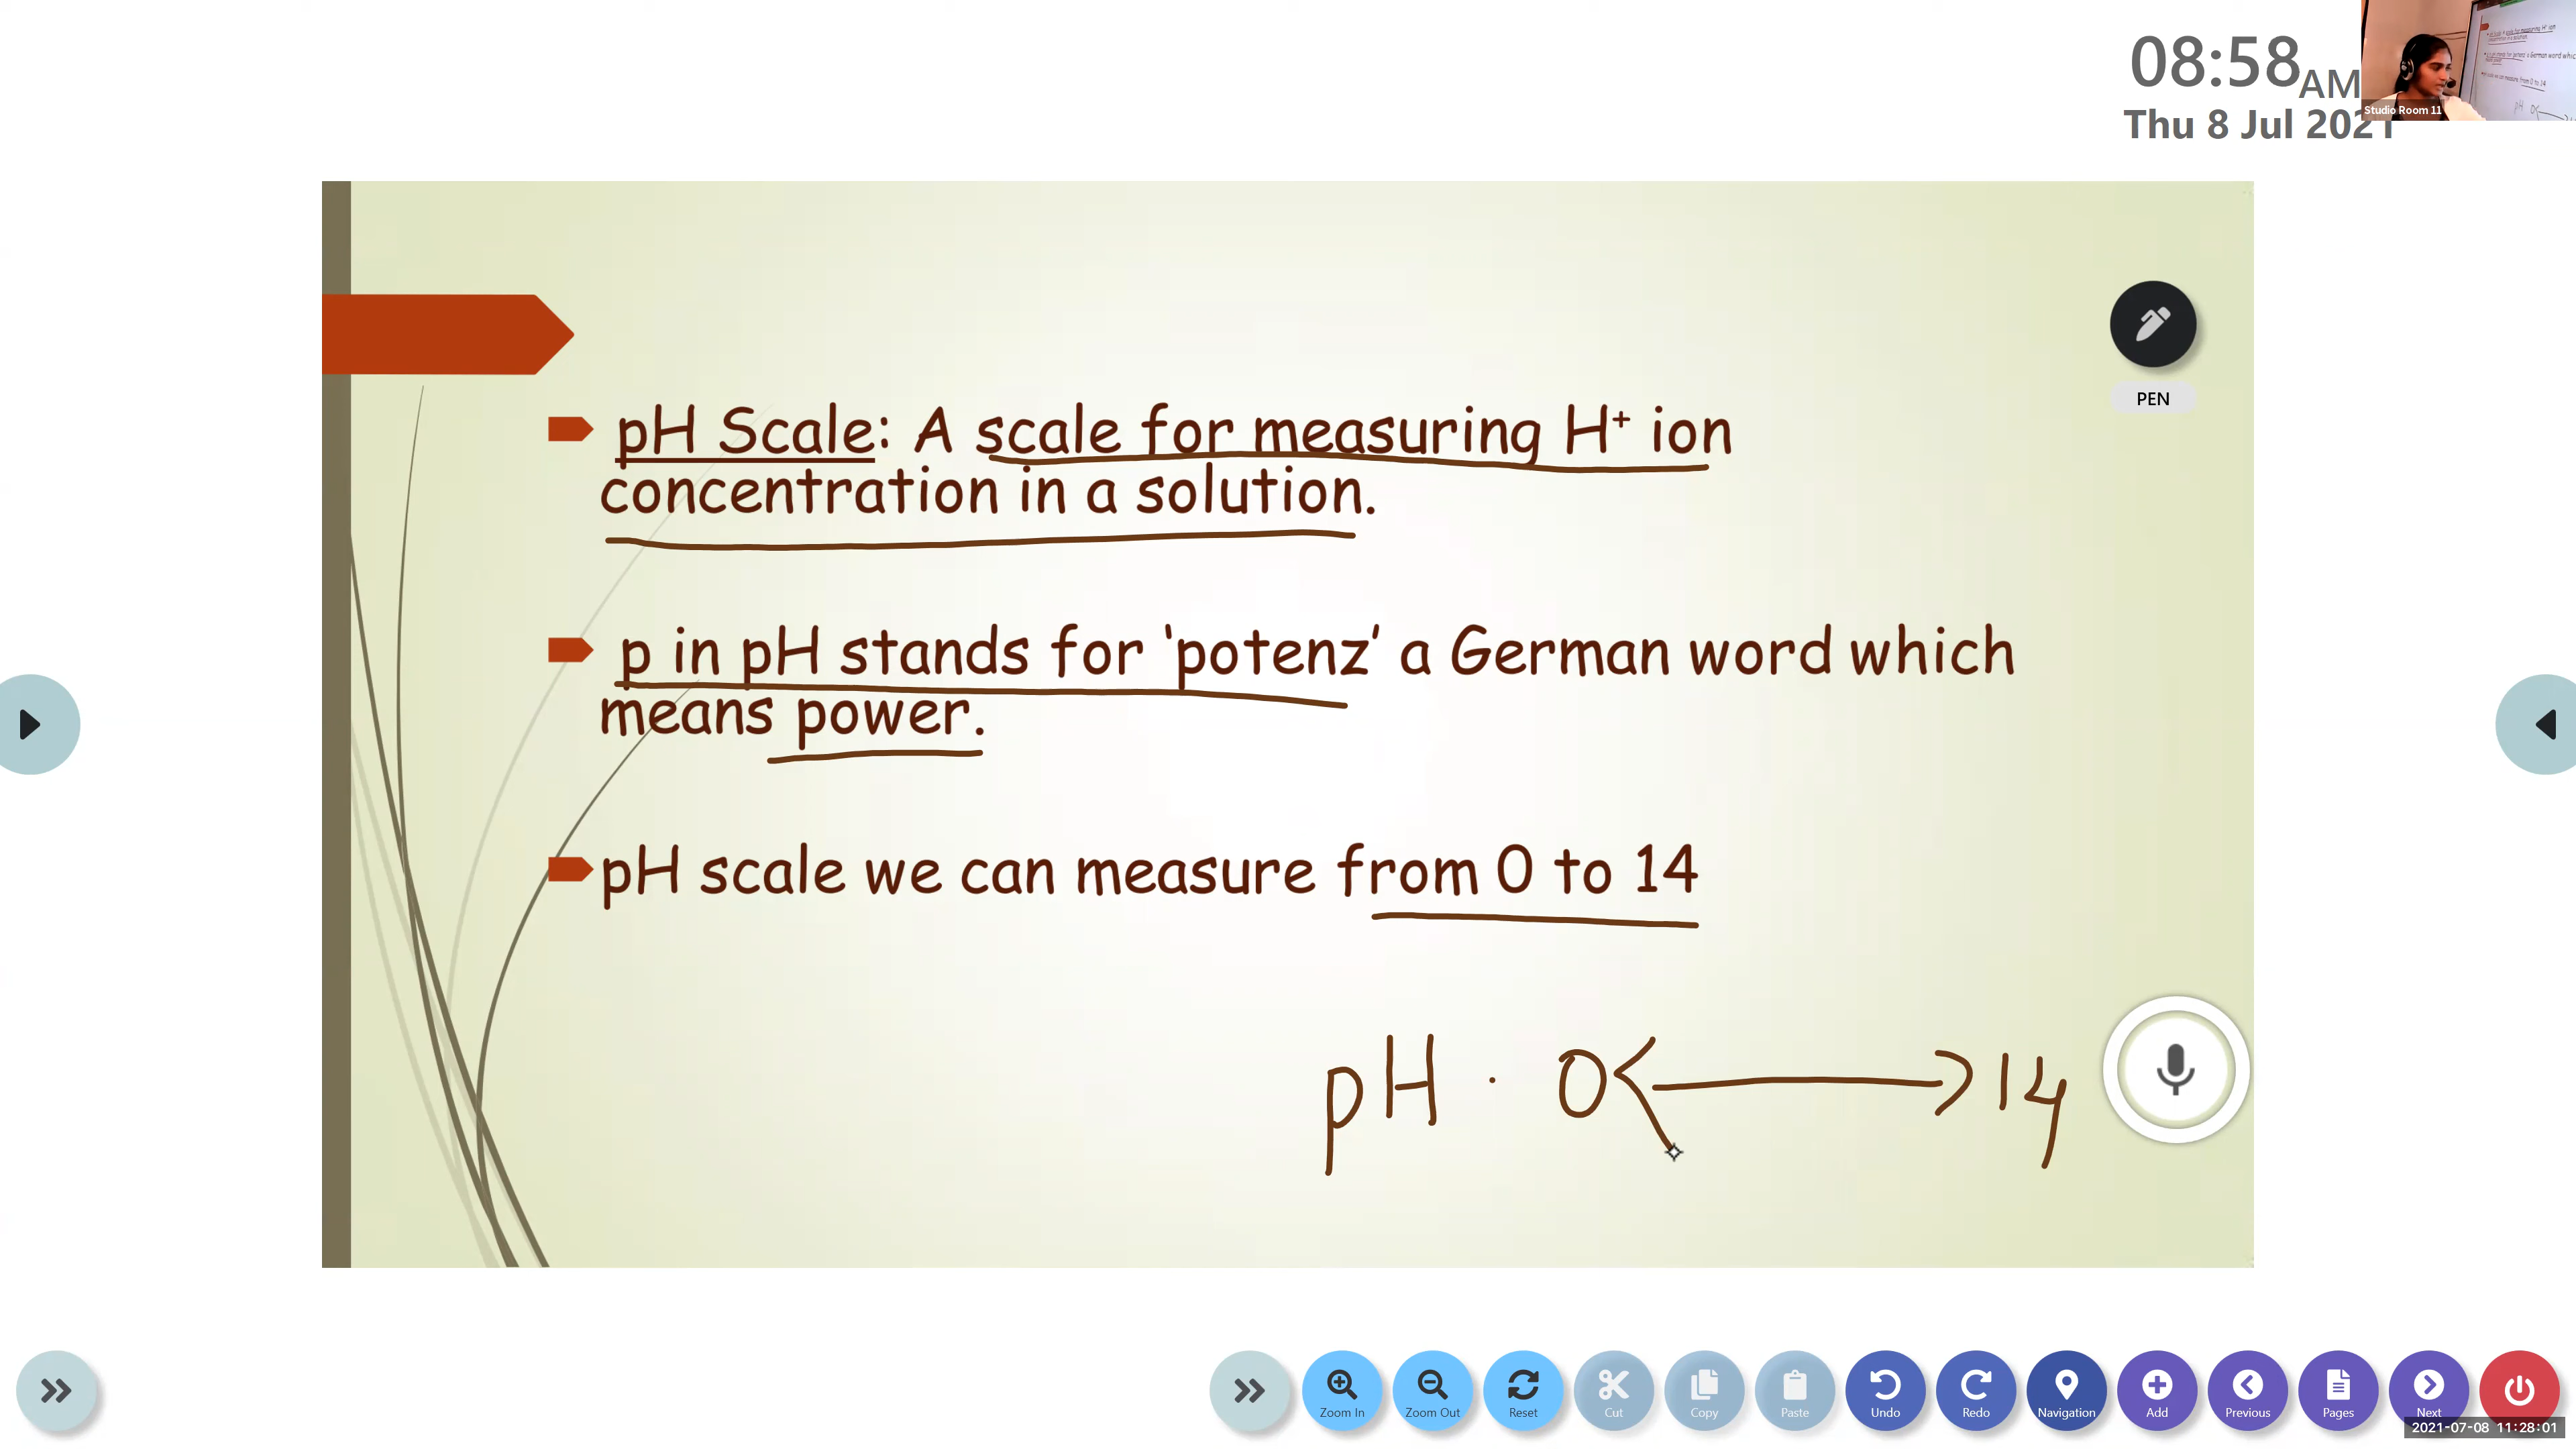 08:58 AM
Thu 8 Jul 2021
Studio Room 11
pH Scale: A scale for measuring H⁺ ion
concentration in a solution.
PEN
p in pH stands for 'potenz' a German word which
means power.
pH scale we can measure from 0 to 14
pH · 0 <—> 14
Zoom In
Zoom Out
Reset
Cut
Copy
Paste
Undo
Redo
Navigation
Add
Previous
Pages
Next
2021-07-08 11:28:01